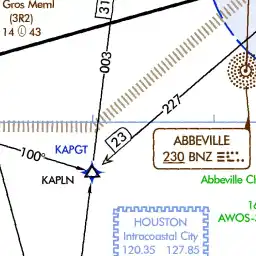 Gros Meml
(3R2)
14 Ⓛ 43
31
003
227
23
KAPGT
100°
KAPLN
ABBEVILLE
230 BNZ
Abbeville
AWOS-
HOUSTON
Intracoastal City
120.35 127.85